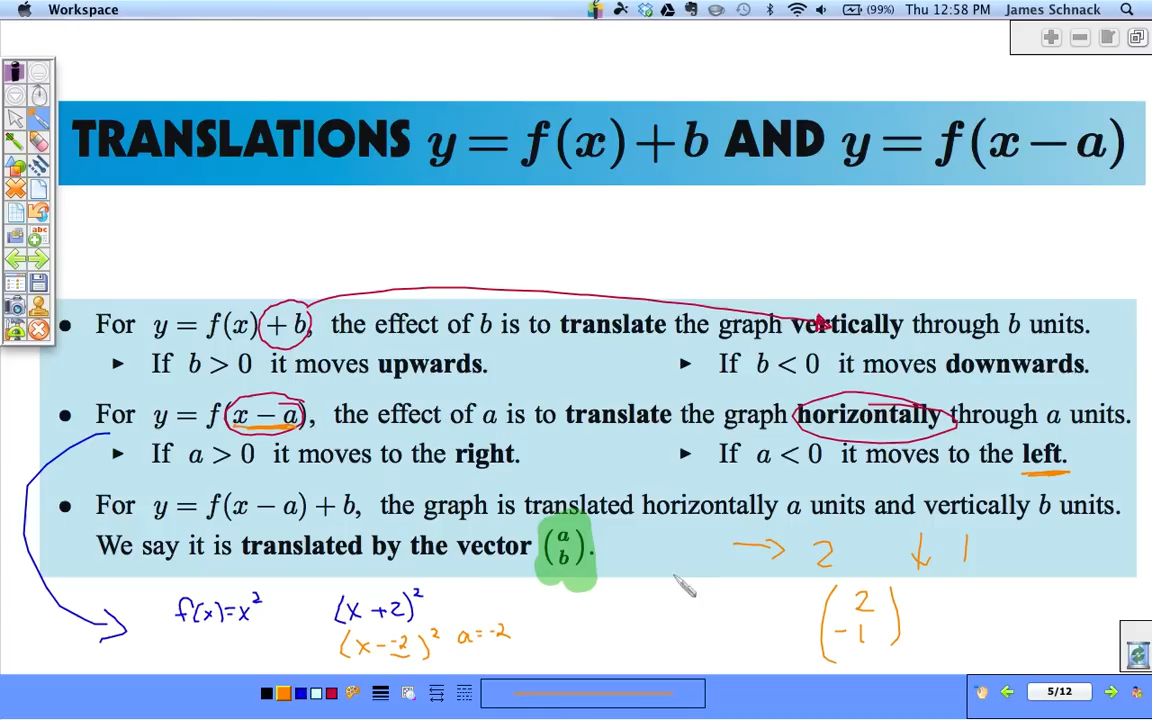 Workspace
(99%) Thu 12:58 PM James Schnack
TRANSLATIONS y = f(x) + b AND y = f(x − a)
• For y = f(x) + b, the effect of b is to translate the graph vertically through b units.
► If b > 0 it moves upwards. ► If b < 0 it moves downwards.
• For y = f(x − a), the effect of a is to translate the graph horizontally through a units.
► If a > 0 it moves to the right. ► If a < 0 it moves to the left.
• For y = f(x − a) + b, the graph is translated horizontally a units and vertically b units.
We say it is translated by the vector (a b).
→ 2 ↓ 1
f(x)=x² (x +2)²
(x - -2)² a=-2
(2 -1)
abc
5/12